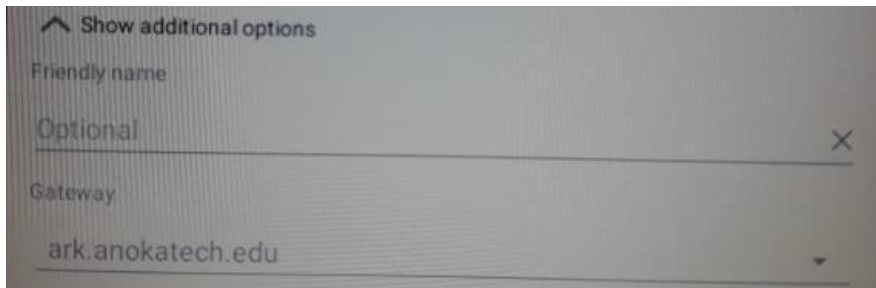 Show additional options
Friendly name
Optional
Gateway
ark.anokatech.edu